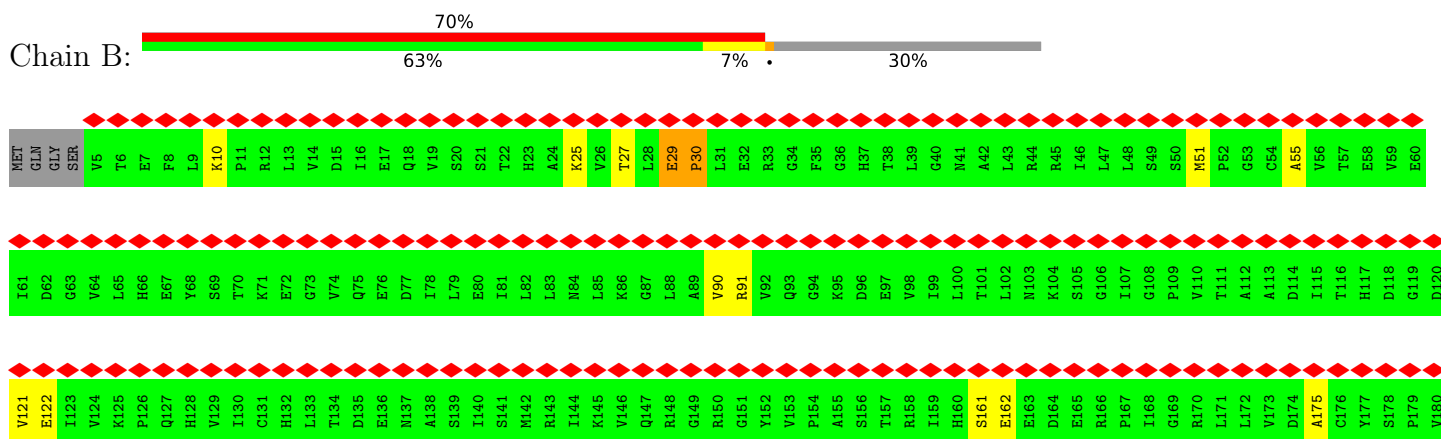 70%
Chain B:
63% 7% • 30%
MET GLN GLY SER V5 T6 E7 F8 L9 K10 P11 R12 L13 V14 D15 I16 E17 Q18 V19 S20 S21 T22 H23 A24 K25 V26 T27 L28 E29 P30 L31 E32 R33 G34 F35 G36 H37 T38 L39 G40 N41 A42 L43 R44 R45 I46 L47 L48 S49 S50 M51 P52 G53 C54 A55 V56 T57 E58 V59 E60
I61 D62 G63 V64 L65 H66 E67 Y68 S69 T70 K71 E72 G73 V74 Q75 E76 D77 I78 L79 E80 I81 L82 L83 N84 L85 K86 G87 L88 A89 V90 R91 V92 Q93 G94 K95 D96 E97 V98 I99 L100 T101 L102 N103 K104 S105 G106 I107 G108 P109 V110 T111 A112 A113 D114 I115 T116 H117 D118 G119 D120
V121 E122 I123 V124 K125 P126 Q127 H128 V129 I130 C131 H132 L133 T134 D135 E136 N137 A138 S139 I140 S141 M142 R143 I144 K145 V146 Q147 R148 G149 R150 G151 Y152 V153 P154 A155 S156 T157 R158 I159 H160 S161 E162 E163 D164 E165 R166 P167 I168 G169 R170 L171 L172 V173 D174 A175 C176 Y177 S178 P179 V180